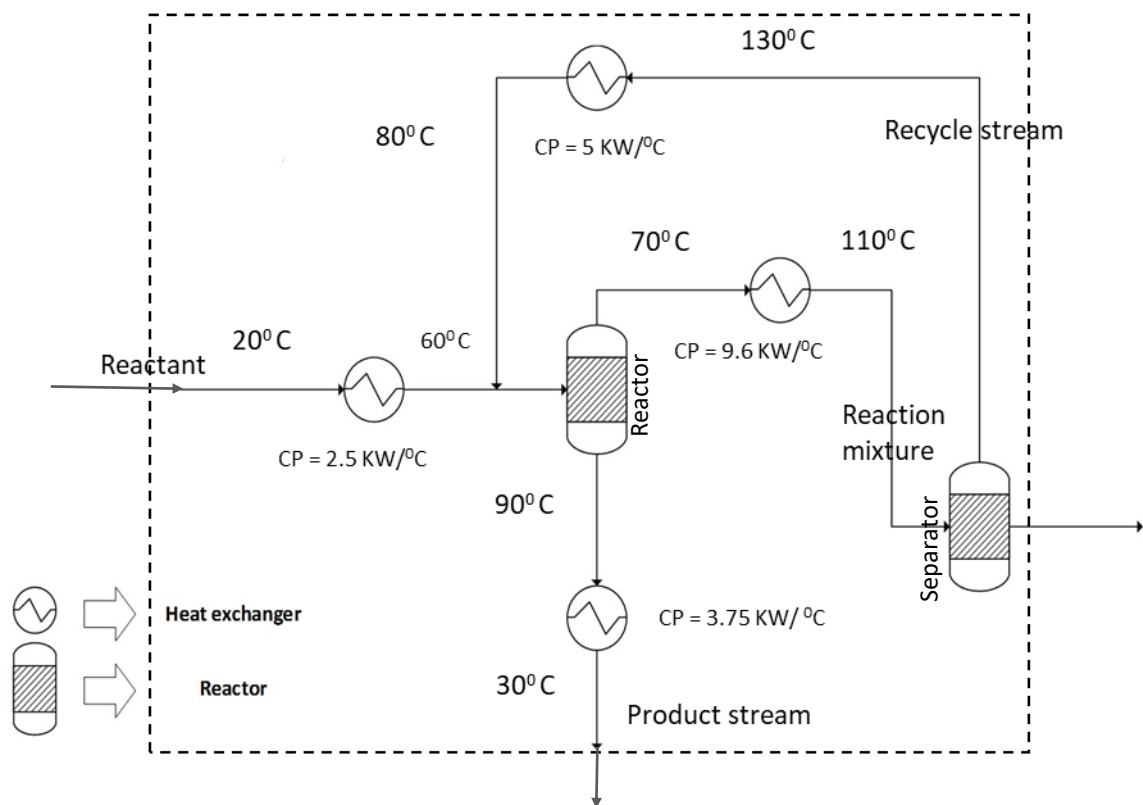 130⁰ C
Recycle stream
80⁰ C
CP = 5 KW/⁰C
70⁰ C
110⁰ C
20⁰ C
60⁰ C
CP = 9.6 KW/⁰C
Reactant
Reactor
Reaction
mixture
CP = 2.5 KW/⁰C
90⁰ C
Separator
Heat exchanger
CP = 3.75 KW/ ⁰C
Reactor
30⁰ C
Product stream